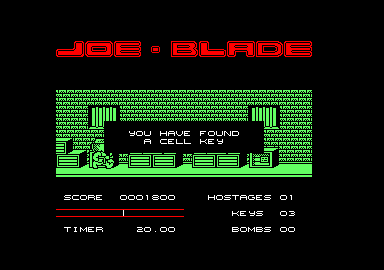 JOE · BLADE
YOU HAVE FOUND
A CELL KEY
SCORE 0001800
HOSTAGES 01
KEYS 03
TIMER 20.00
BOMBS 00